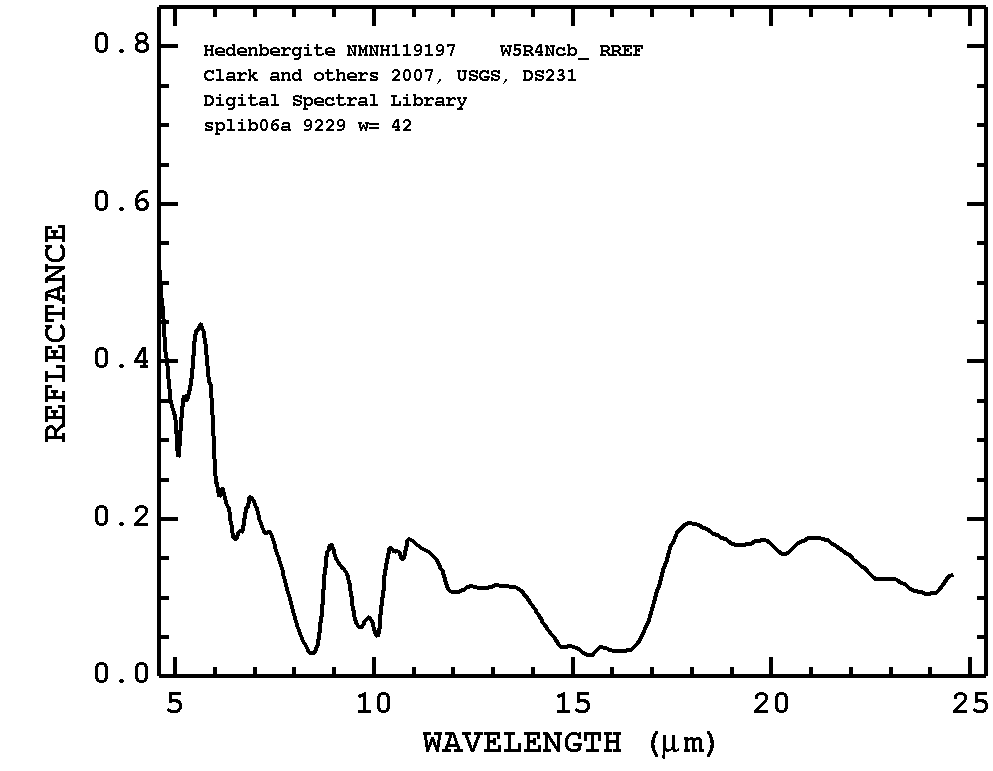 Hedenbergite NMNH119197 W5R4Ncb_ RREF
Clark and others 2007, USGS, DS231
Digital Spectral Library
splib06a 9229 w= 42
0.8
0.6
0.4
0.2
0.0
REFLECTANCE
5 10 15 20 25
WAVELENGTH (μm)